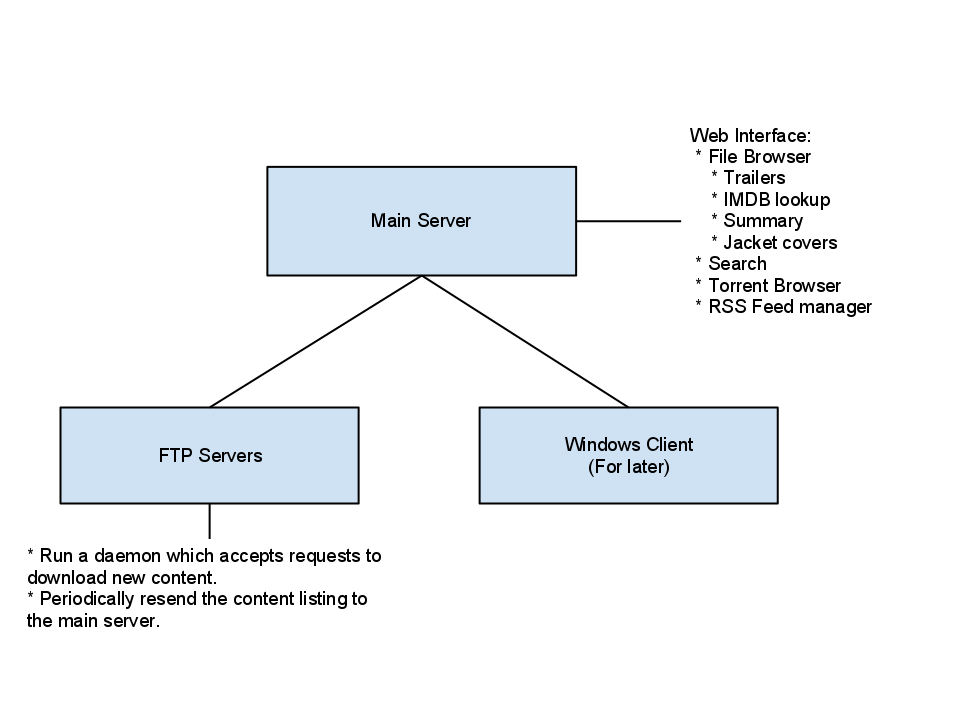 Web Interface:
* File Browser
* Trailers
* IMDB lookup
* Summary
* Jacket covers
* Search
* Torrent Browser
* RSS Feed manager
Main Server
FTP Servers
Windows Client
(For later)
* Run a daemon which accepts requests to
download new content.
* Periodically resend the content listing to
the main server.